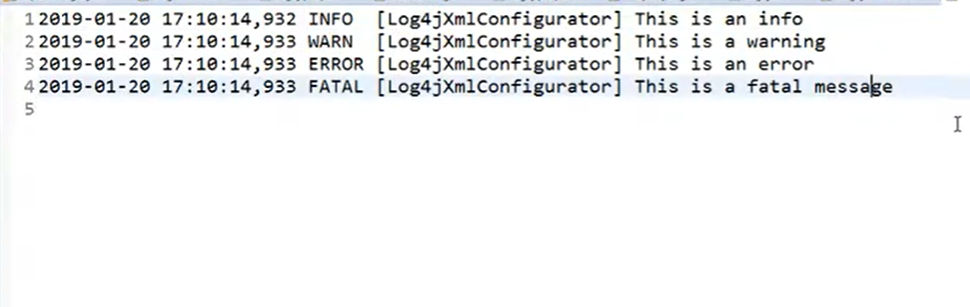 1 2019-01-20 17:10:14,932 INFO  [Log4jXmlConfigurator] This is an info
2 2019-01-20 17:10:14,933 WARN  [Log4jXmlConfigurator] This is a warning
3 2019-01-20 17:10:14,933 ERROR [Log4jXmlConfigurator] This is an error
4 2019-01-20 17:10:14,933 FATAL [Log4jXmlConfigurator] This is a fatal message
5